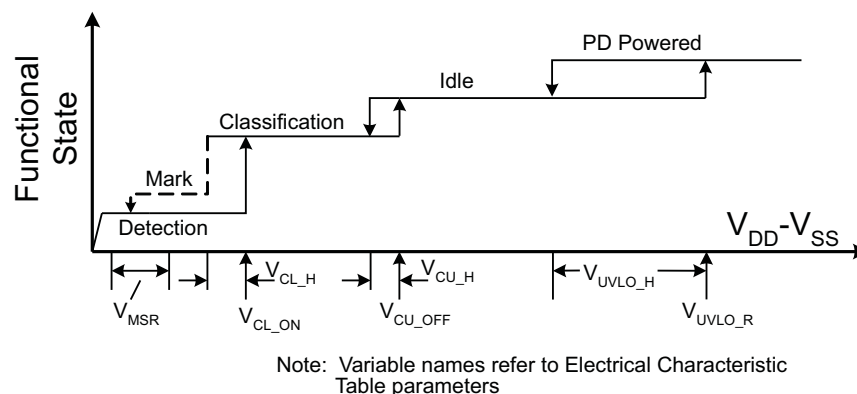 PD Powered
Idle
Classification
Mark
Detection
Functional
State
V_DD-V_SS
V_MSR
V_CL_H
V_CL_ON
V_CU_H
V_CU_OFF
V_UVLO_H
V_UVLO_R
Note: Variable names refer to Electrical Characteristic
Table parameters